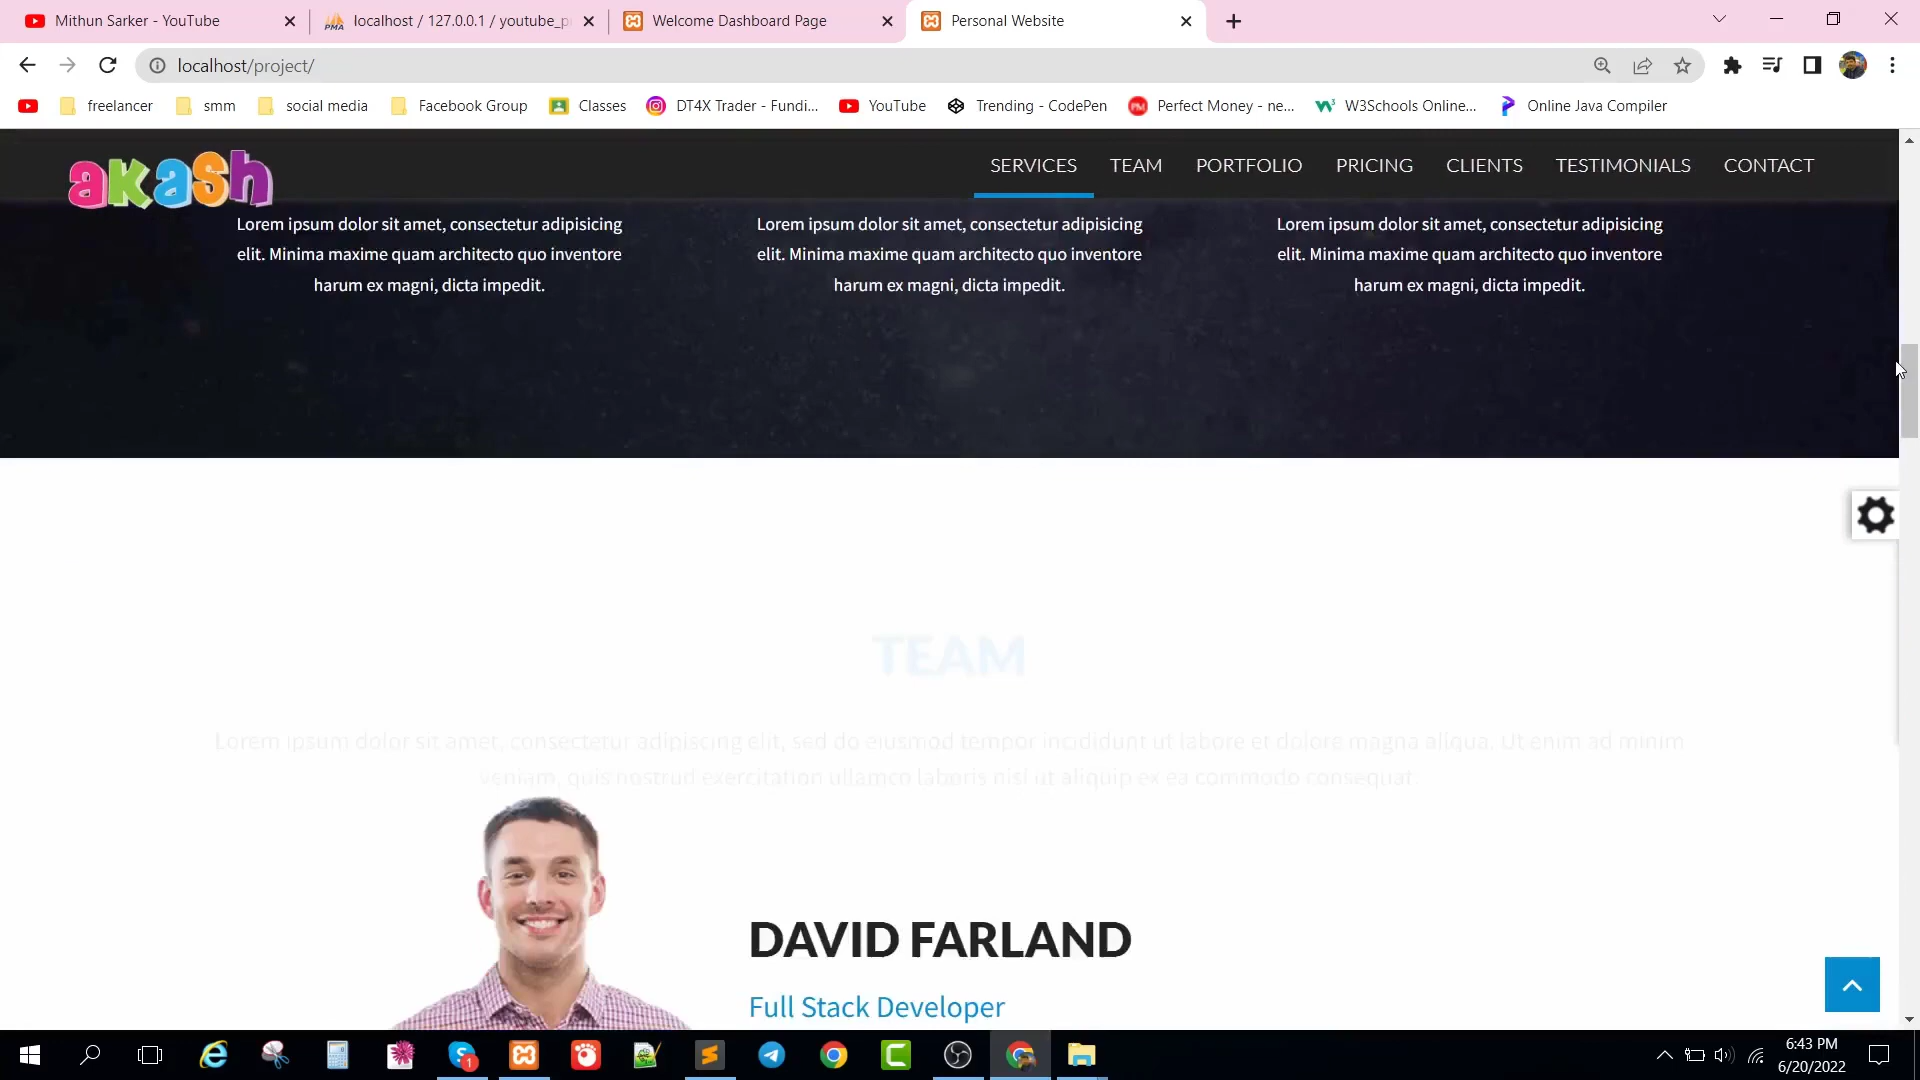 Mithun Sarker - YouTube
localhost / 127.0.0.1 / youtube_p
Welcome Dashboard Page
Personal Website
localhost/project/
freelancer
smm
social media
Facebook Group
Classes
DT4X Trader - Fundi...
YouTube
Trending - CodePen
Perfect Money - ne...
W3Schools Online...
Online Java Compiler
akash
SERVICES
TEAM
PORTFOLIO
PRICING
CLIENTS
TESTIMONIALS
CONTACT
Lorem ipsum dolor sit amet, consectetur adipisicing
elit. Minima maxime quam architecto quo inventore
harum ex magni, dicta impedit.
Lorem ipsum dolor sit amet, consectetur adipisicing
elit. Minima maxime quam architecto quo inventore
harum ex magni, dicta impedit.
Lorem ipsum dolor sit amet, consectetur adipisicing
elit. Minima maxime quam architecto quo inventore
harum ex magni, dicta impedit.
TEAM
Lorem ipsum dolor sit amet, consectetur adipiscing elit, sed do eiusmod tempor incididunt ut labore et dolore magna aliqua. Ut enim ad minim
veniam, quis nostrud exercitation ullamco laboris nisi ut aliquip ex ea commodo consequat.
DAVID FARLAND
Full Stack Developer
6:43 PM
6/20/2022